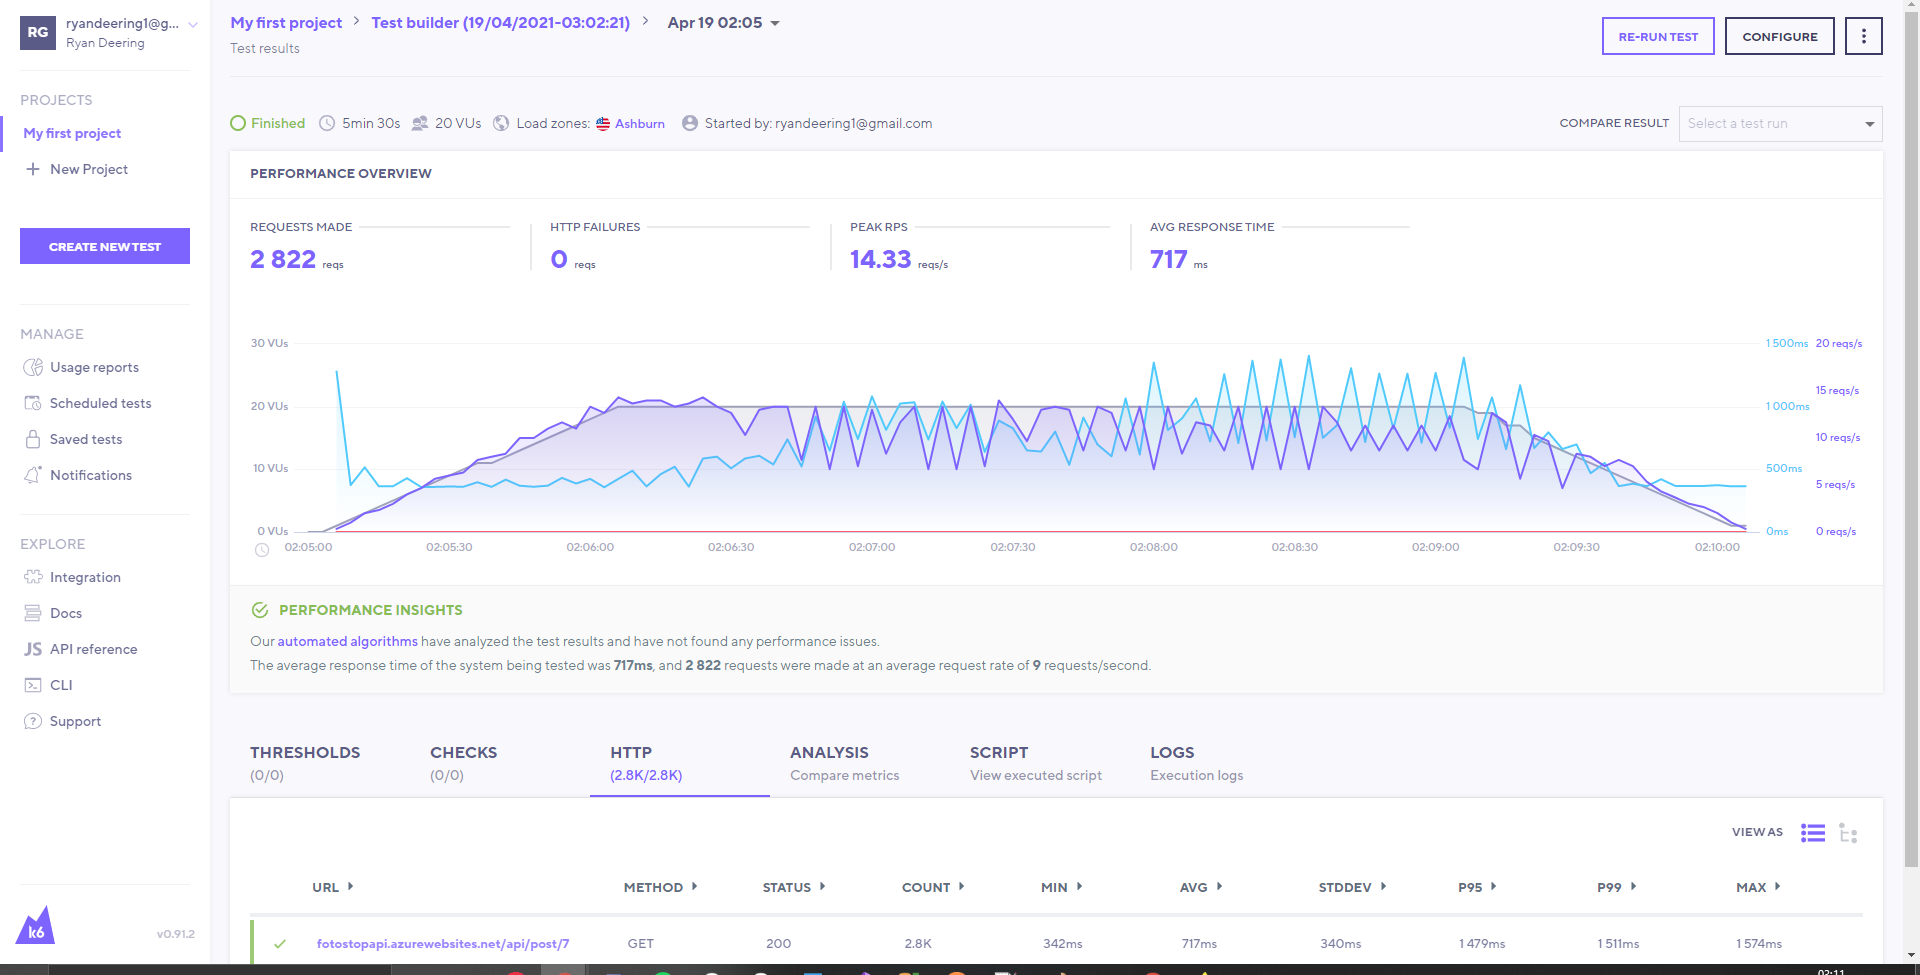 RG
ryandeering1@g...
Ryan Deering
PROJECTS
My first project
New Project
CREATE NEW TEST
MANAGE
Usage reports
Scheduled tests
Saved tests
Notifications
EXPLORE
Integration
Docs
JS API reference
CLI
Support
k6
v0.91.2
My first project > Test builder (19/04/2021-03:02:21) > Apr 19 02:05
Test results
RE-RUN TEST
CONFIGURE
Finished 5min 30s 20 VUs Load zones: Ashburn Started by: ryandeering1@gmail.com
COMPARE RESULT Select a test run
PERFORMANCE OVERVIEW
REQUESTS MADE
2 822 reqs
HTTP FAILURES
0 reqs
PEAK RPS
14.33 reqs/s
AVG RESPONSE TIME
717 ms
30 VUs
20 VUs
10 VUs
0 VUs
1 500ms
1 000ms
500ms
0ms
20 reqs/s
15 reqs/s
10 reqs/s
5 reqs/s
0 reqs/s
02:05:00 02:05:30 02:06:00 02:06:30 02:07:00 02:07:30 02:08:00 02:08:30 02:09:00 02:09:30 02:10:00
PERFORMANCE INSIGHTS
Our automated algorithms have analyzed the test results and have not found any performance issues.
The average response time of the system being tested was 717ms, and 2 822 requests were made at an average request rate of 9 requests/second.
THRESHOLDS
(0/0)
CHECKS
(0/0)
HTTP
(2.8K/2.8K)
ANALYSIS
Compare metrics
SCRIPT
View executed script
LOGS
Execution logs
VIEW AS
URL METHOD STATUS COUNT MIN AVG STDDEV P95 P99 MAX
fotostopapi.azurewebsites.net/api/post/7 GET 200 2.8K 342ms 717ms 340ms 1 479ms 1 511ms 1 574ms
02:11